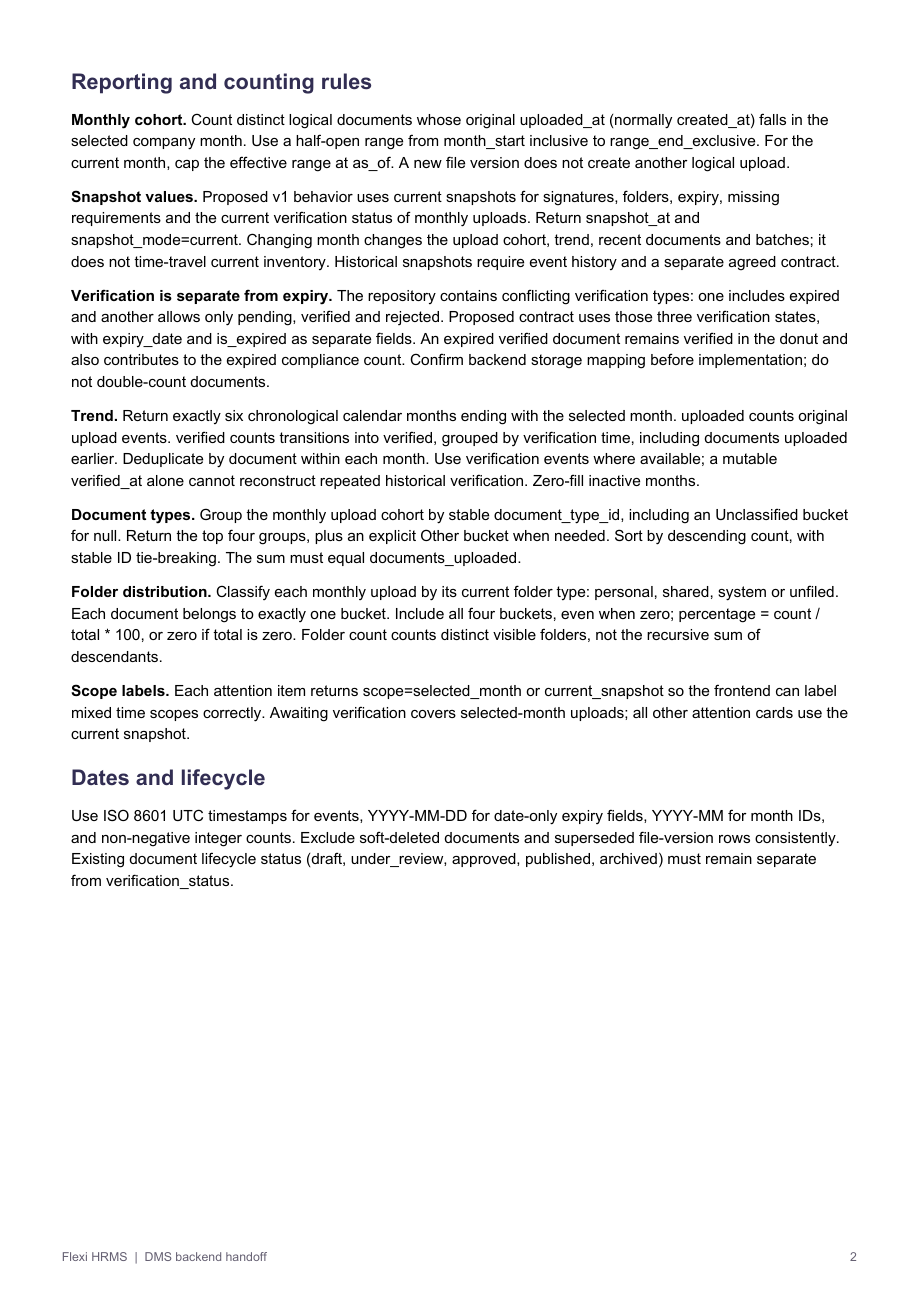 Reporting and counting rules
Monthly cohort. Count distinct logical documents whose original uploaded_at (normally created_at) falls in the
selected company month. Use a half-open range from month_start inclusive to range_end_exclusive. For the
current month, cap the effective range at as_of. A new file version does not create another logical upload.
Snapshot values. Proposed v1 behavior uses current snapshots for signatures, folders, expiry, missing
requirements and the current verification status of monthly uploads. Return snapshot_at and
snapshot_mode=current. Changing month changes the upload cohort, trend, recent documents and batches; it
does not time-travel current inventory. Historical snapshots require event history and a separate agreed contract.
Verification is separate from expiry. The repository contains conflicting verification types: one includes expired
and another allows only pending, verified and rejected. Proposed contract uses those three verification states,
with expiry_date and is_expired as separate fields. An expired verified document remains verified in the donut and
also contributes to the expired compliance count. Confirm backend storage mapping before implementation; do
not double-count documents.
Trend. Return exactly six chronological calendar months ending with the selected month. uploaded counts original
upload events. verified counts transitions into verified, grouped by verification time, including documents uploaded
earlier. Deduplicate by document within each month. Use verification events where available; a mutable
verified_at alone cannot reconstruct repeated historical verification. Zero-fill inactive months.
Document types. Group the monthly upload cohort by stable document_type_id, including an Unclassified bucket
for null. Return the top four groups, plus an explicit Other bucket when needed. Sort by descending count, with
stable ID tie-breaking. The sum must equal documents_uploaded.
Folder distribution. Classify each monthly upload by its current folder type: personal, shared, system or unfiled.
Each document belongs to exactly one bucket. Include all four buckets, even when zero; percentage = count /
total * 100, or zero if total is zero. Folder count counts distinct visible folders, not the recursive sum of
descendants.
Scope labels. Each attention item returns scope=selected_month or current_snapshot so the frontend can label
mixed time scopes correctly. Awaiting verification covers selected-month uploads; all other attention cards use the
current snapshot.
Dates and lifecycle
Use ISO 8601 UTC timestamps for events, YYYY-MM-DD for date-only expiry fields, YYYY-MM for month IDs,
and non-negative integer counts. Exclude soft-deleted documents and superseded file-version rows consistently.
Existing document lifecycle status (draft, under_review, approved, published, archived) must remain separate
from verification_status.
Flexi HRMS | DMS backend handoff
2